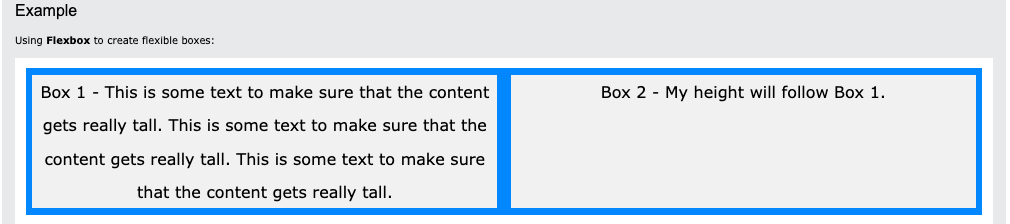 Example
Using Flexbox to create flexible boxes:
Box 1 - This is some text to make sure that the content
gets really tall. This is some text to make sure that the
content gets really tall. This is some text to make sure
that the content gets really tall.
Box 2 - My height will follow Box 1.